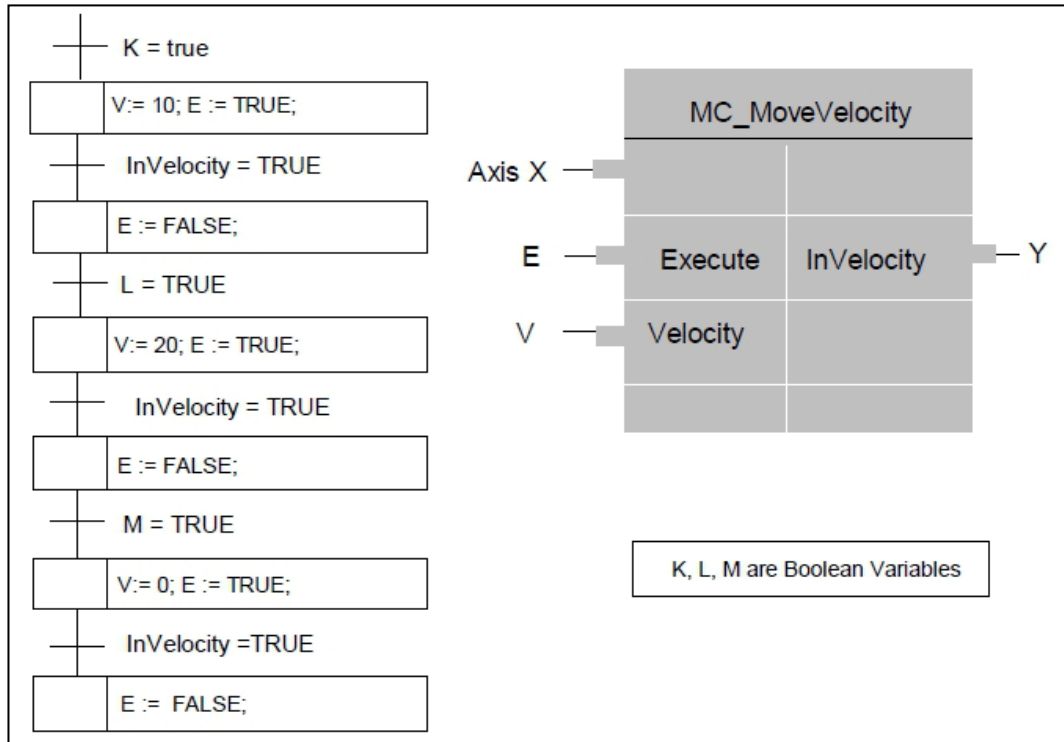 K = true
V:= 10; E := TRUE;
InVelocity = TRUE
E := FALSE;
L = TRUE
V:= 20; E := TRUE;
InVelocity = TRUE
E := FALSE;
M = TRUE
V:= 0; E := TRUE;
InVelocity =TRUE
E := FALSE;
MC_MoveVelocity
Axis X
E
Execute
InVelocity
Y
V
Velocity
K, L, M are Boolean Variables